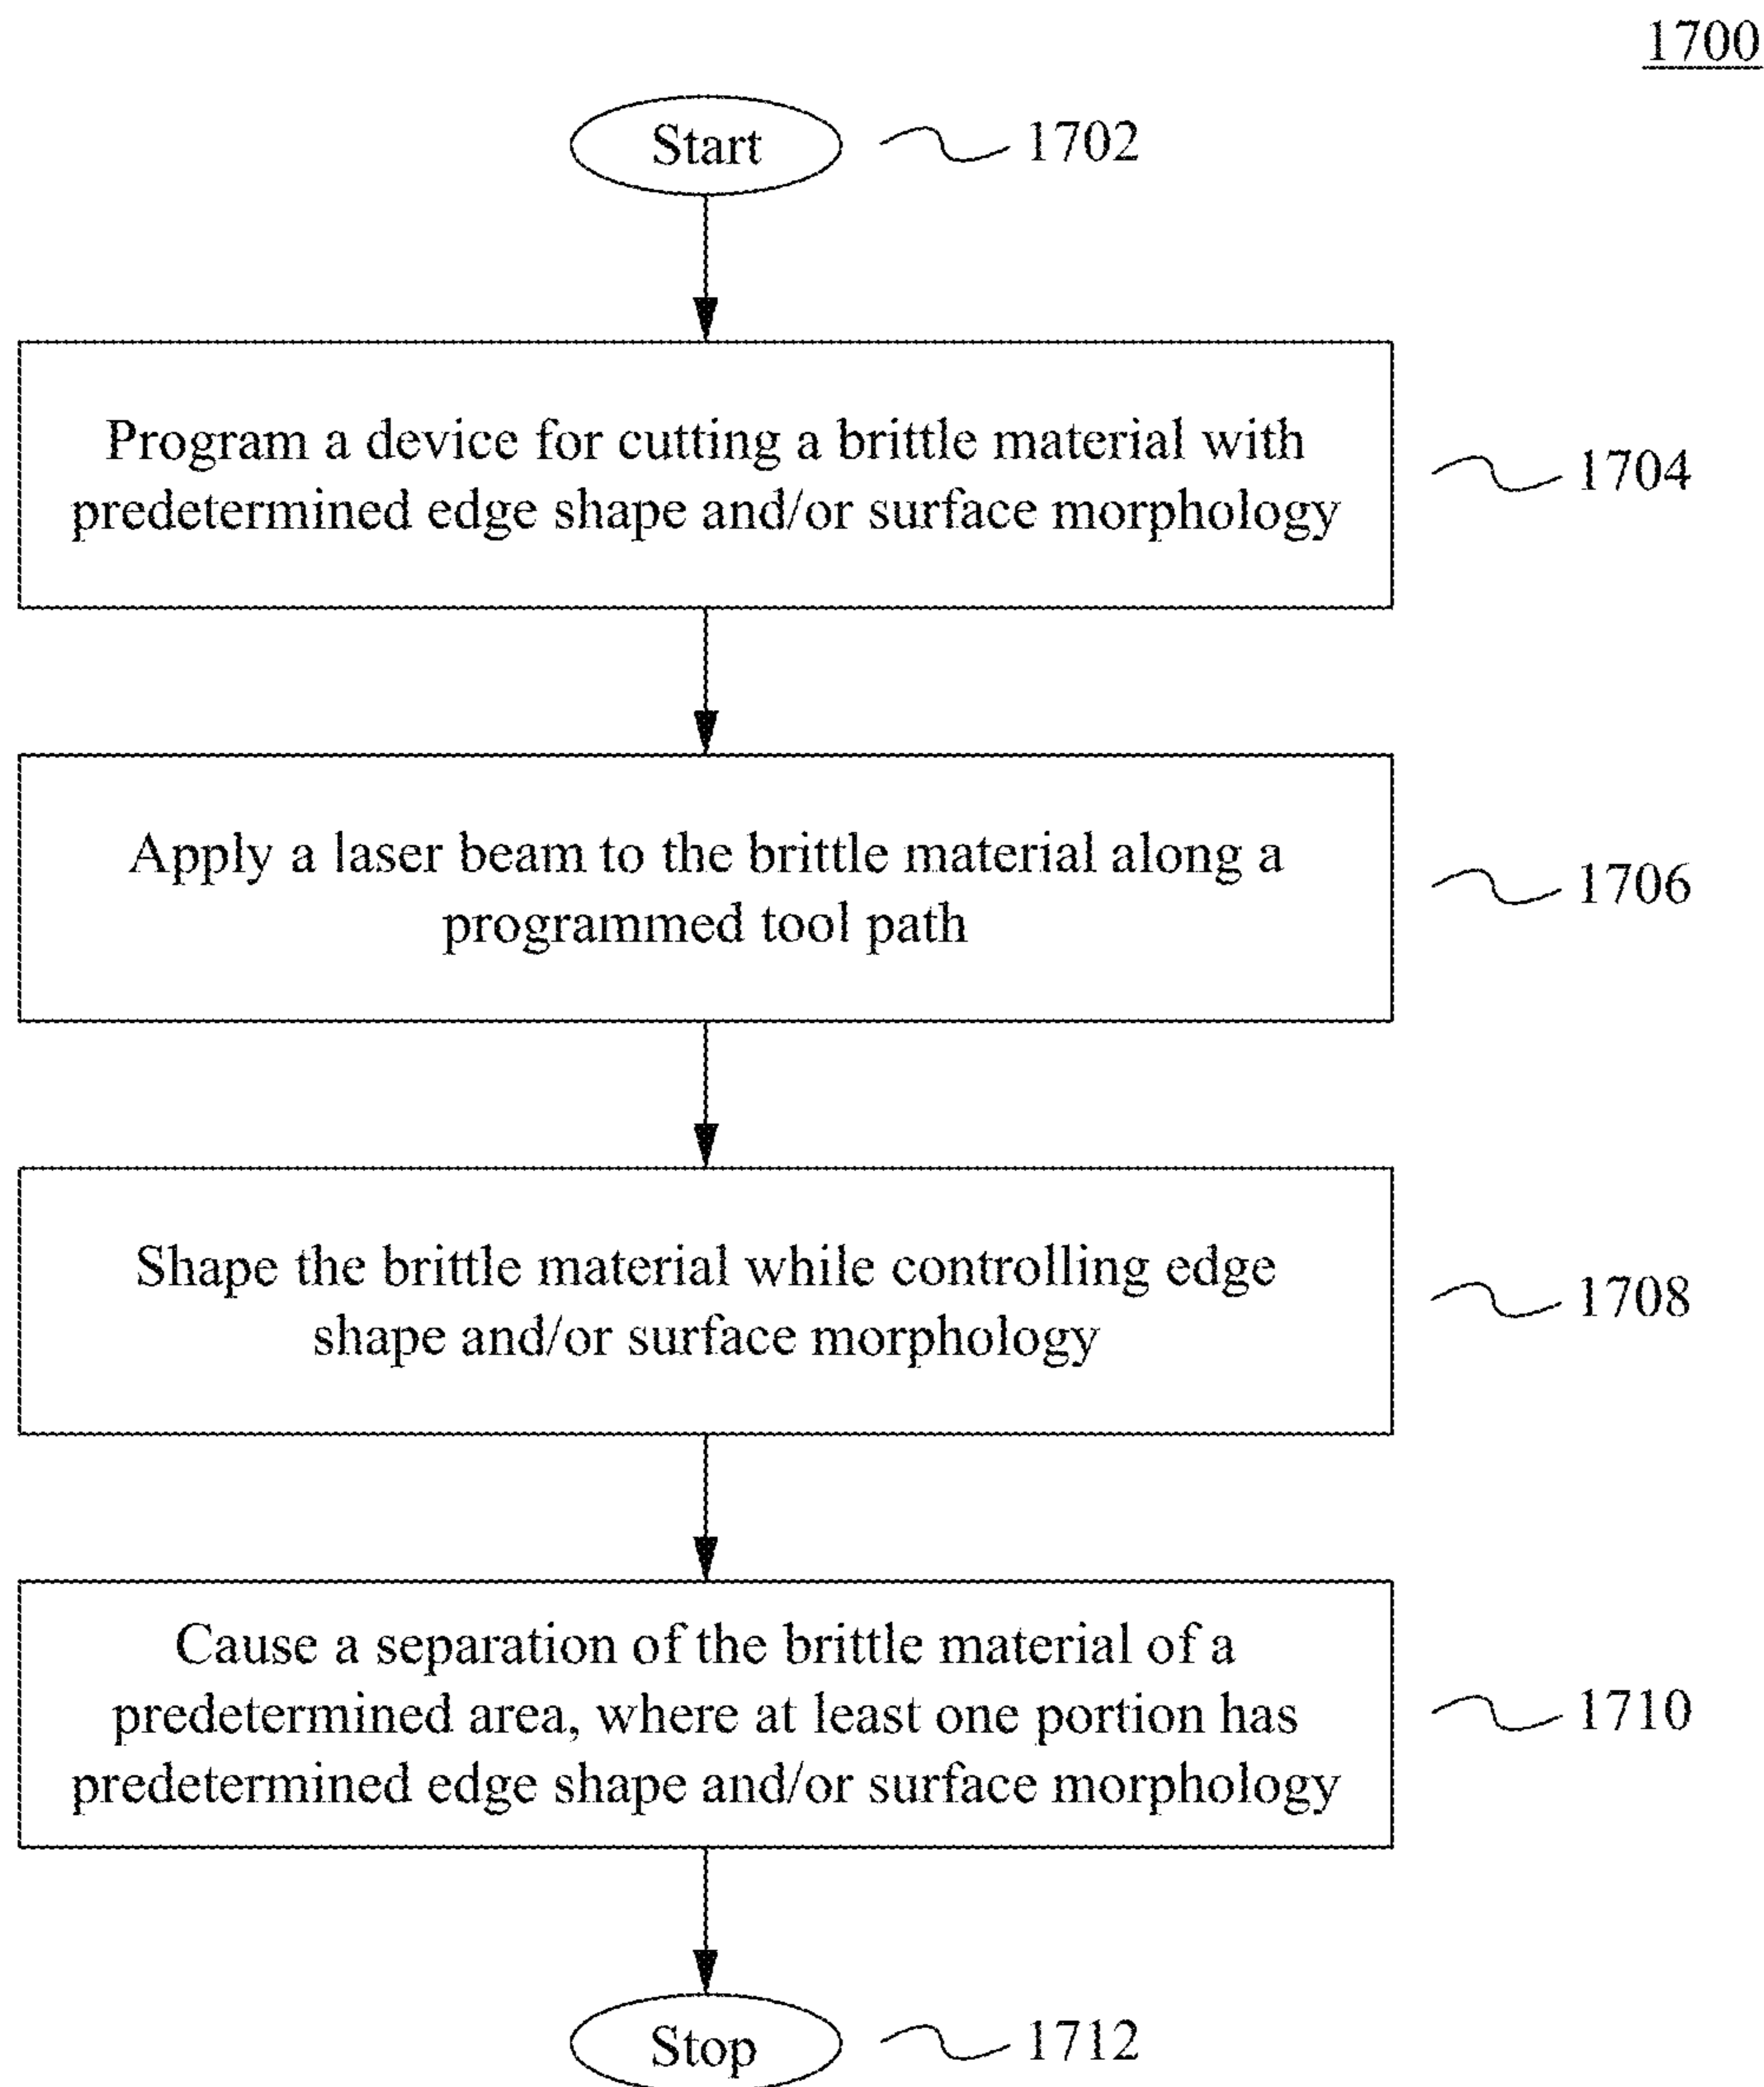 1700
Start
1702
Program a device for cutting a brittle material with
predetermined edge shape and/or surface morphology
1704
Apply a laser beam to the brittle material along a
programmed tool path
1706
Shape the brittle material while controlling edge
shape and/or surface morphology
1708
Cause a separation of the brittle material of a
predetermined area, where at least one portion has
predetermined edge shape and/or surface morphology
1710
Stop
1712